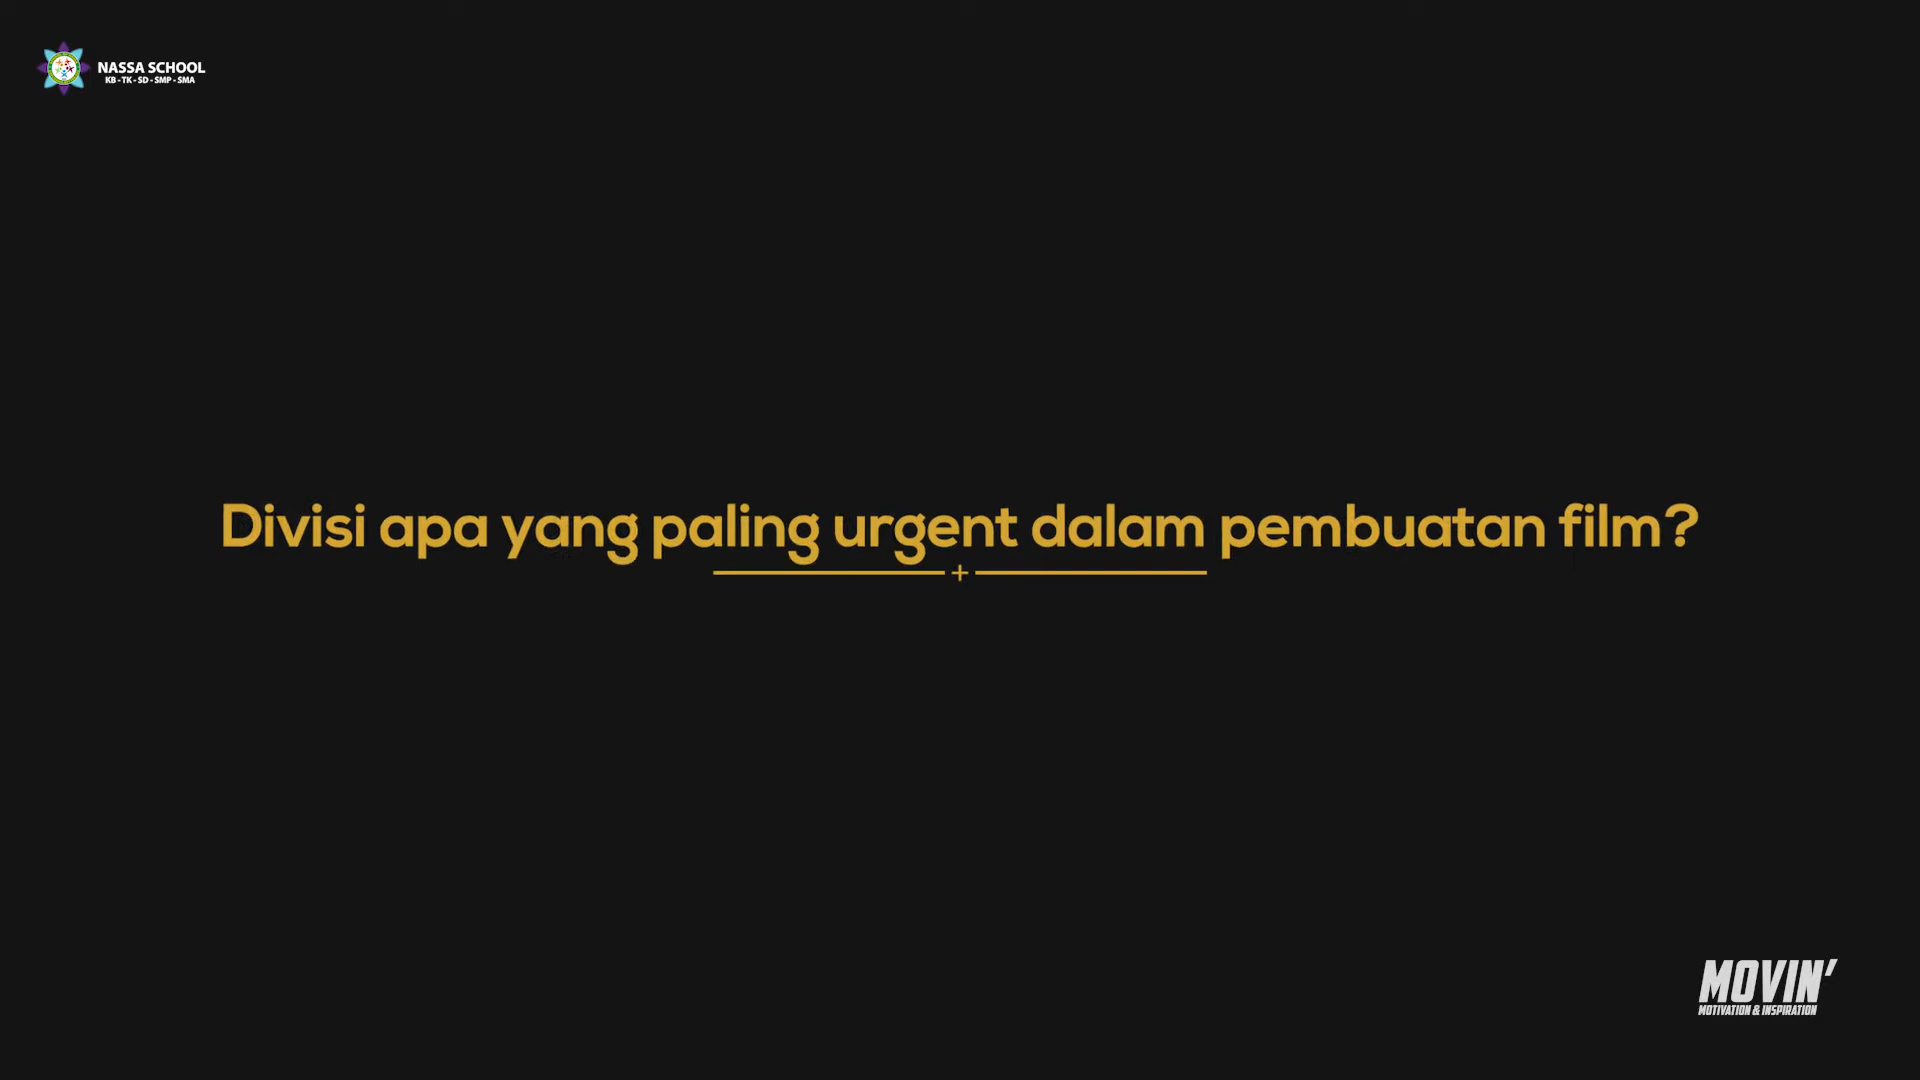 NASSA SCHOOL
KB - TK - SD - SMP - SMA
Divisi apa yang paling urgent dalam pembuatan film?
MOVIN'
MOTIVATION & INSPIRATION